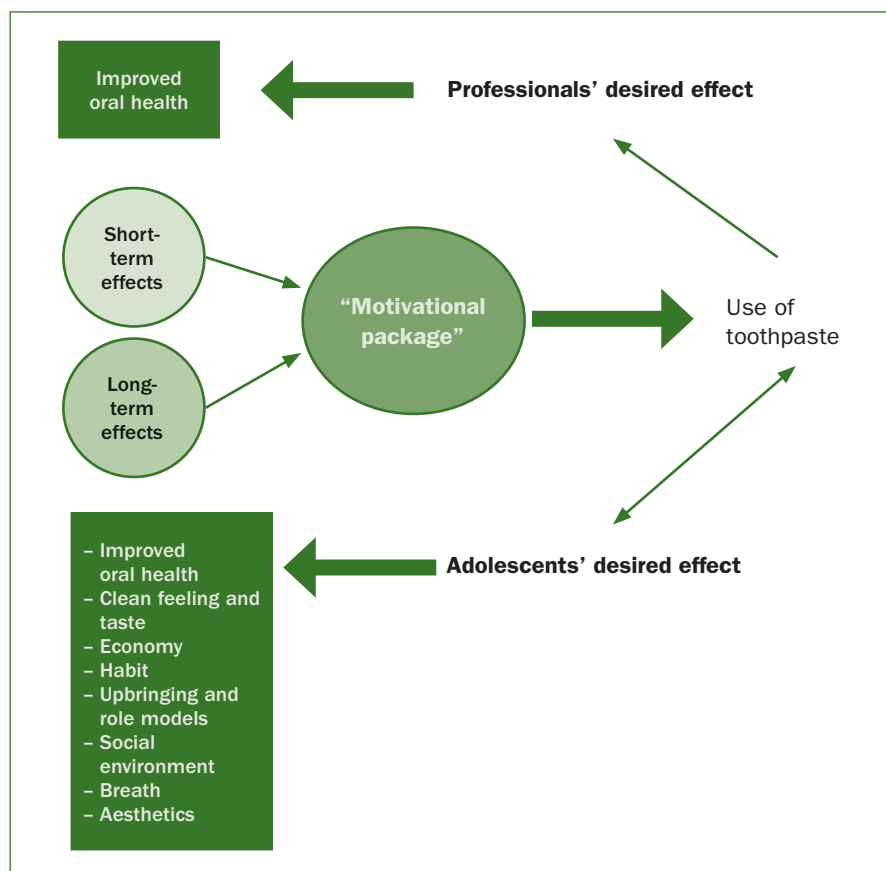 Improved
oral health
Professionals’ desired effect
Short-
term
effects
“Motivational
package”
Use of
toothpaste
Long-
term
effects
Adolescents’ desired effect
– Improved
oral health
– Clean feeling and
taste
– Economy
– Habit
– Upbringing and
role models
– Social
environment
– Breath
– Aesthetics